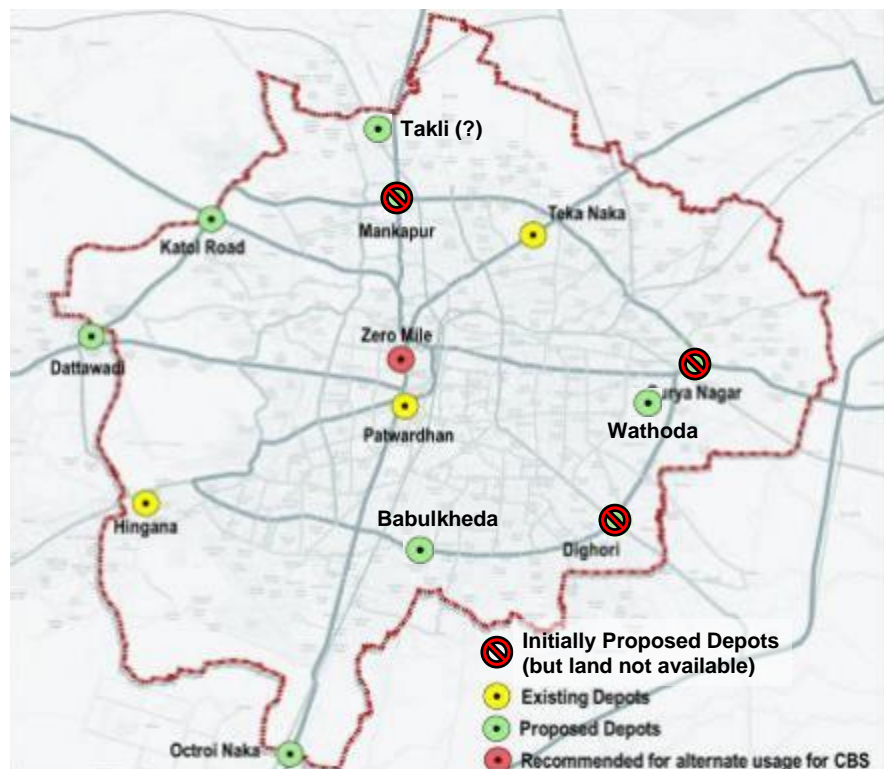 Takli (?)
Mankapur
Teka Naka
Katol Road
Zero Mile
Dattawadi
urya Nagar
Wathoda
Patwardhan
Hingana
Babulkheda
Dighori
Initially Proposed Depots
(but land not available)
Existing Depots
Proposed Depots
Octroi Naka
Recommended for alternate usage for CBS